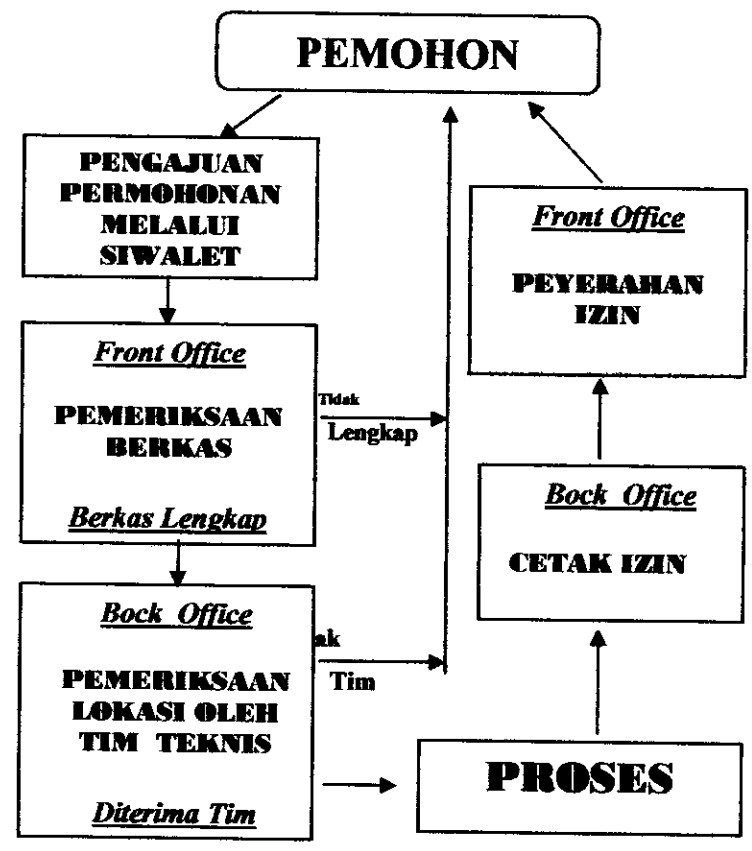 PEMOHON
PENGAJUAN
PERMOHONAN
MELALUI
SIWALET
Front Office
PEMERIKSAAN
BERKAS
Berkas Lengkap
Tidak
Lengkap
Bock Office
PEMERIKSAAN
LOKASI OLEH
TIM TEKNIS
Diterima Tim
ak
Tim
PROSES
Bock Office
CETAK IZIN
Front Office
PEYERAHAN
IZIN